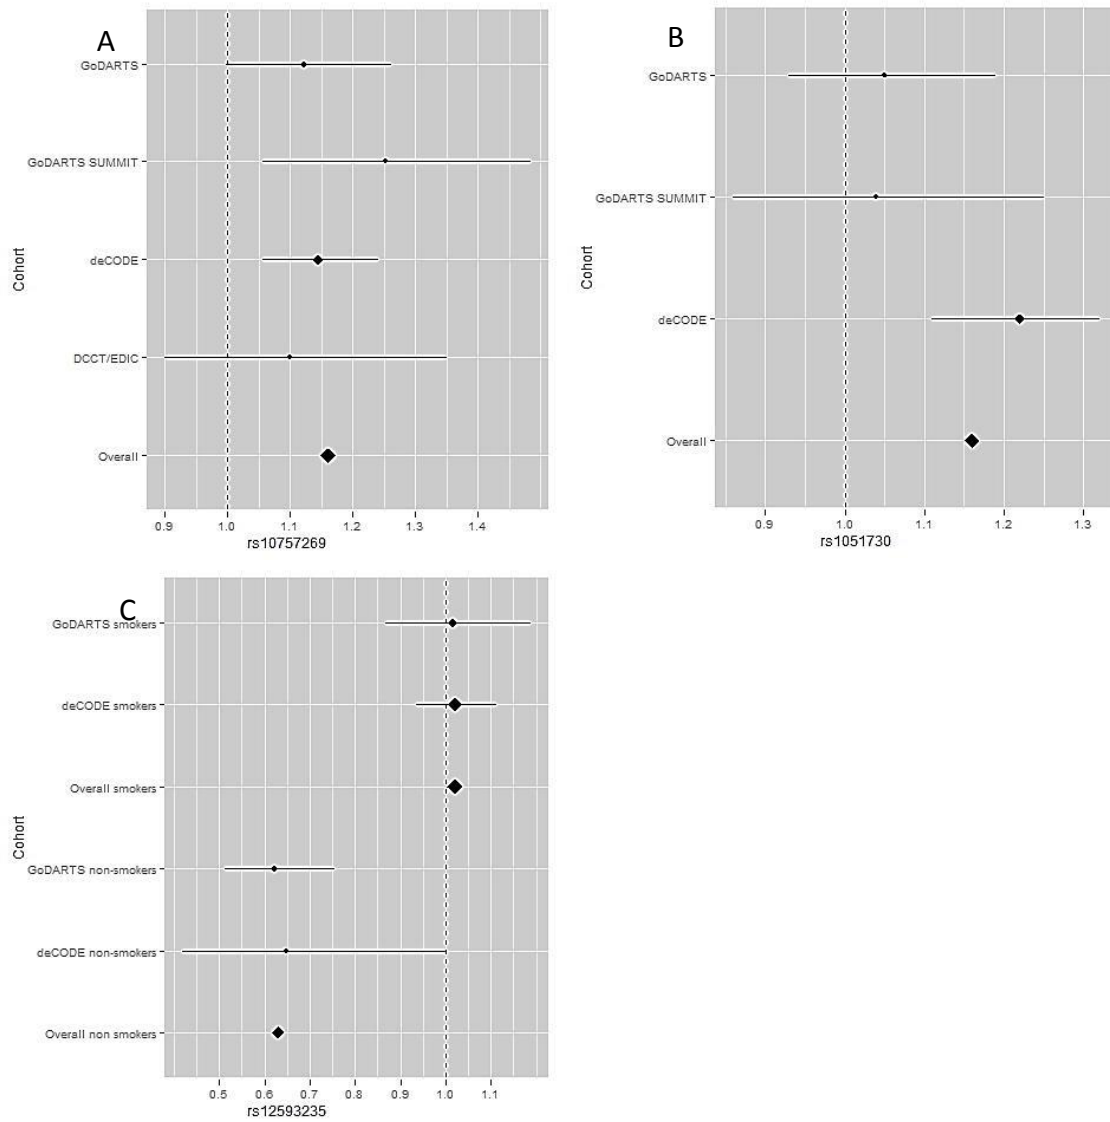 A
GoDARTS
GoDARTS SUMMIT
deCODE
DCCT/EDIC
Overall
Cohort
0.9 1.0 1.1 1.2 1.3 1.4
rs10757269
B
GoDARTS
GoDARTS SUMMIT
deCODE
Overall
Cohort
0.9 1.0 1.1 1.2 1.3
rs1051730
C
GoDARTS smokers
deCODE smokers
Overall smokers
GoDARTS non-smokers
deCODE non-smokers
Overall non smokers
Cohort
0.5 0.6 0.7 0.8 0.9 1.0 1.1
rs12593235